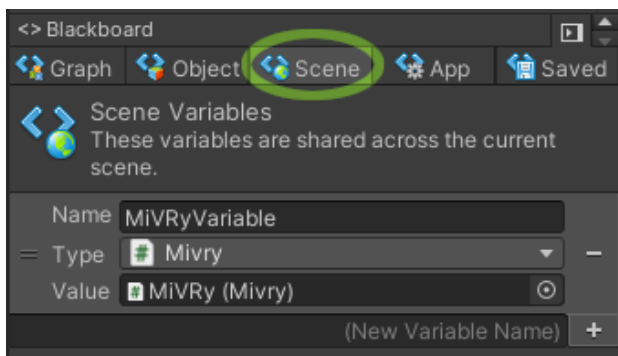 <> Blackboard
Graph Object Scene App Saved
Scene Variables
These variables are shared across the current
scene.
Name MiVRyVariable
= Type # Mivry
Value # MiVRy (Mivry)
(New Variable Name) +